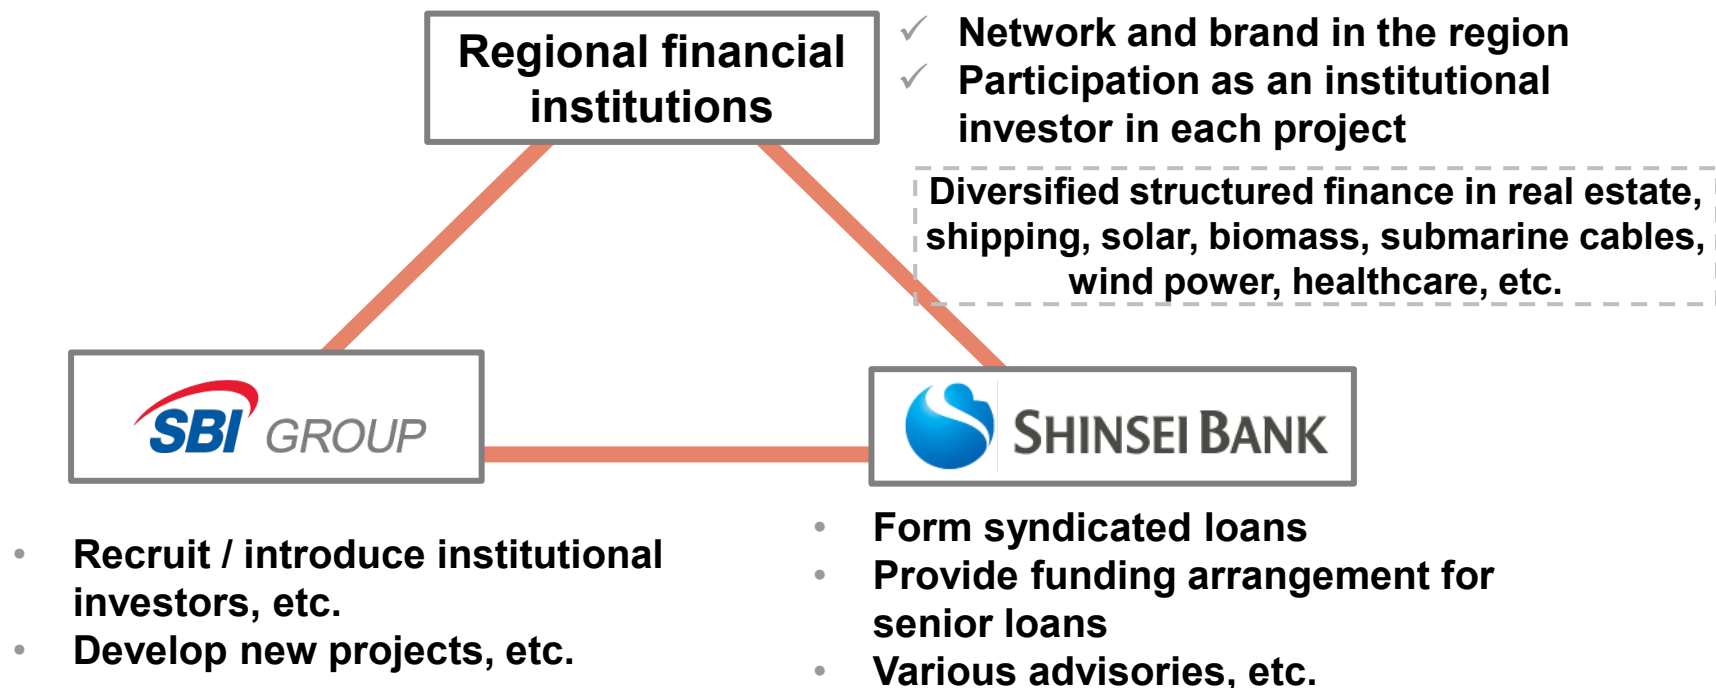 Regional financial
institutions
✓ Network and brand in the region
✓ Participation as an institutional
investor in each project
Diversified structured finance in real estate,
shipping, solar, biomass, submarine cables,
wind power, healthcare, etc.
SBI GROUP
SHINSEI BANK
• Recruit / introduce institutional
investors, etc.
• Develop new projects, etc.
• Form syndicated loans
• Provide funding arrangement for
senior loans
• Various advisories, etc.